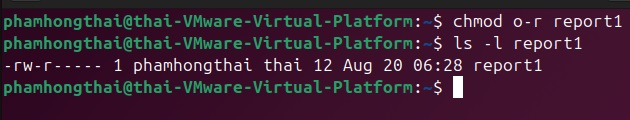 phamhongthai@thai-VMware-Virtual-Platform:~$ chmod o-r report1
phamhongthai@thai-VMware-Virtual-Platform:~$ ls -l report1
-rw-r----- 1 phamhongthai thai 12 Aug 20 06:28 report1
phamhongthai@thai-VMware-Virtual-Platform:~$